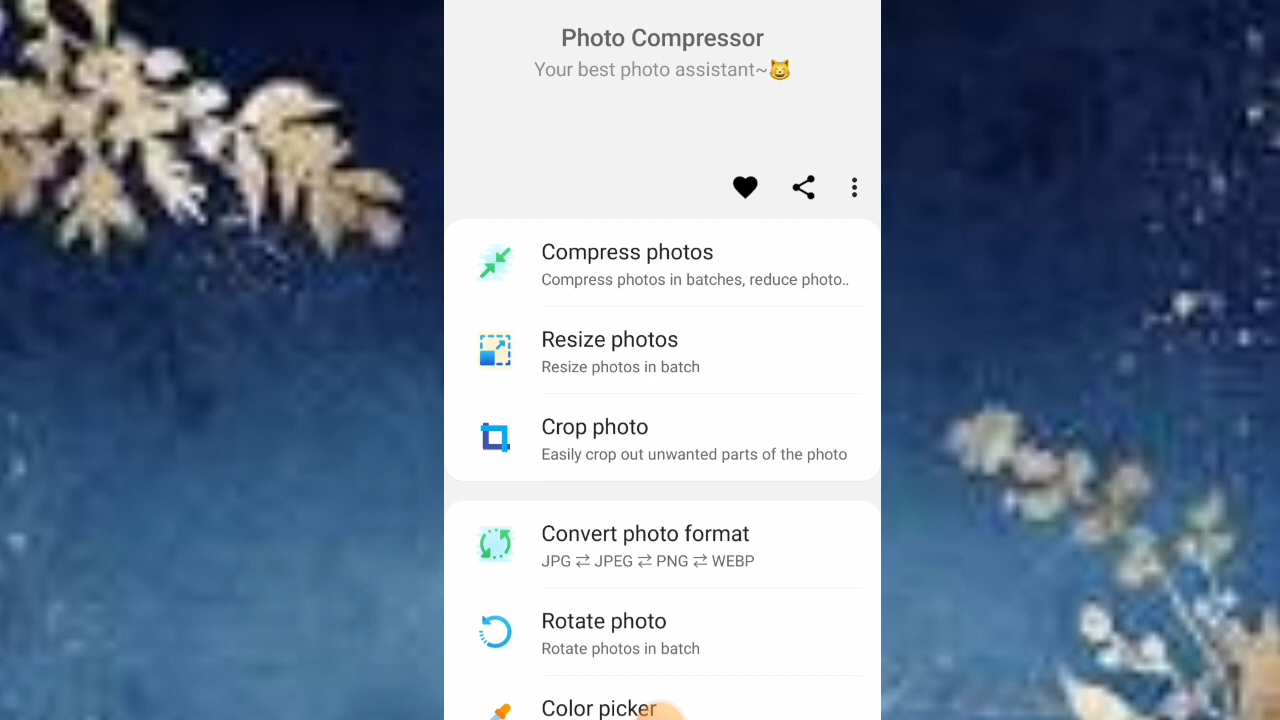 Photo Compressor
Your best photo assistant~😺
Compress photos
Compress photos in batches, reduce photo..
Resize photos
Resize photos in batch
Crop photo
Easily crop out unwanted parts of the photo
Convert photo format
JPG ⇄ JPEG ⇄ PNG ⇄ WEBP
Rotate photo
Rotate photos in batch
Color picker